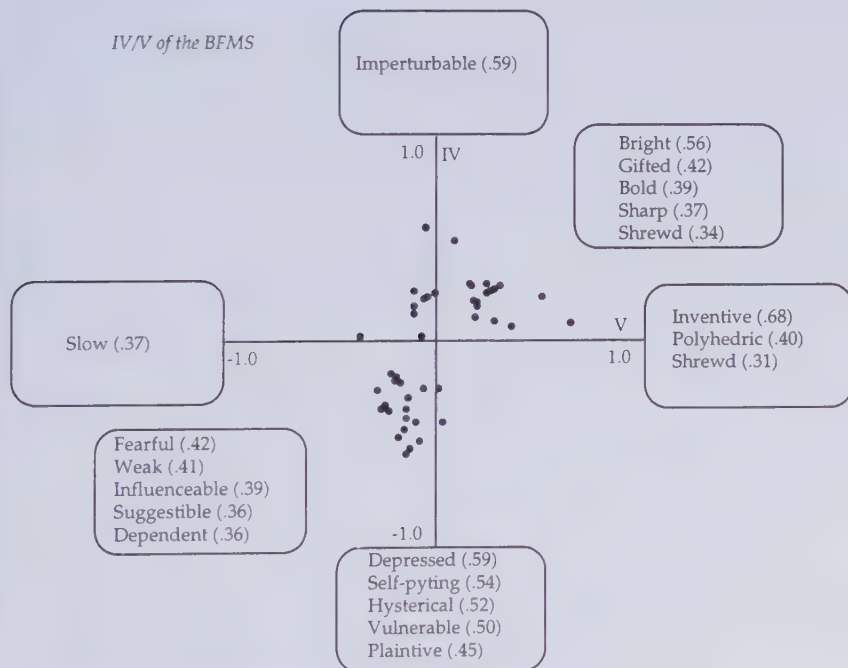 IV/V of the BFMS
Imperturbable (.59)
1.0 IV
Bright (.56)
Gifted (.42)
Bold (.39)
Sharp (.37)
Shrewd (.34)
Slow (.37)
-1.0
V
1.0
Inventive (.68)
Polyhedric (.40)
Shrewd (.31)
Fearful (.42)
Weak (.41)
Influenceable (.39)
Suggestible (.36)
Dependent (.36)
-1.0
Depressed (.59)
Self-pyting (.54)
Hysterical (.52)
Vulnerable (.50)
Plaintive (.45)